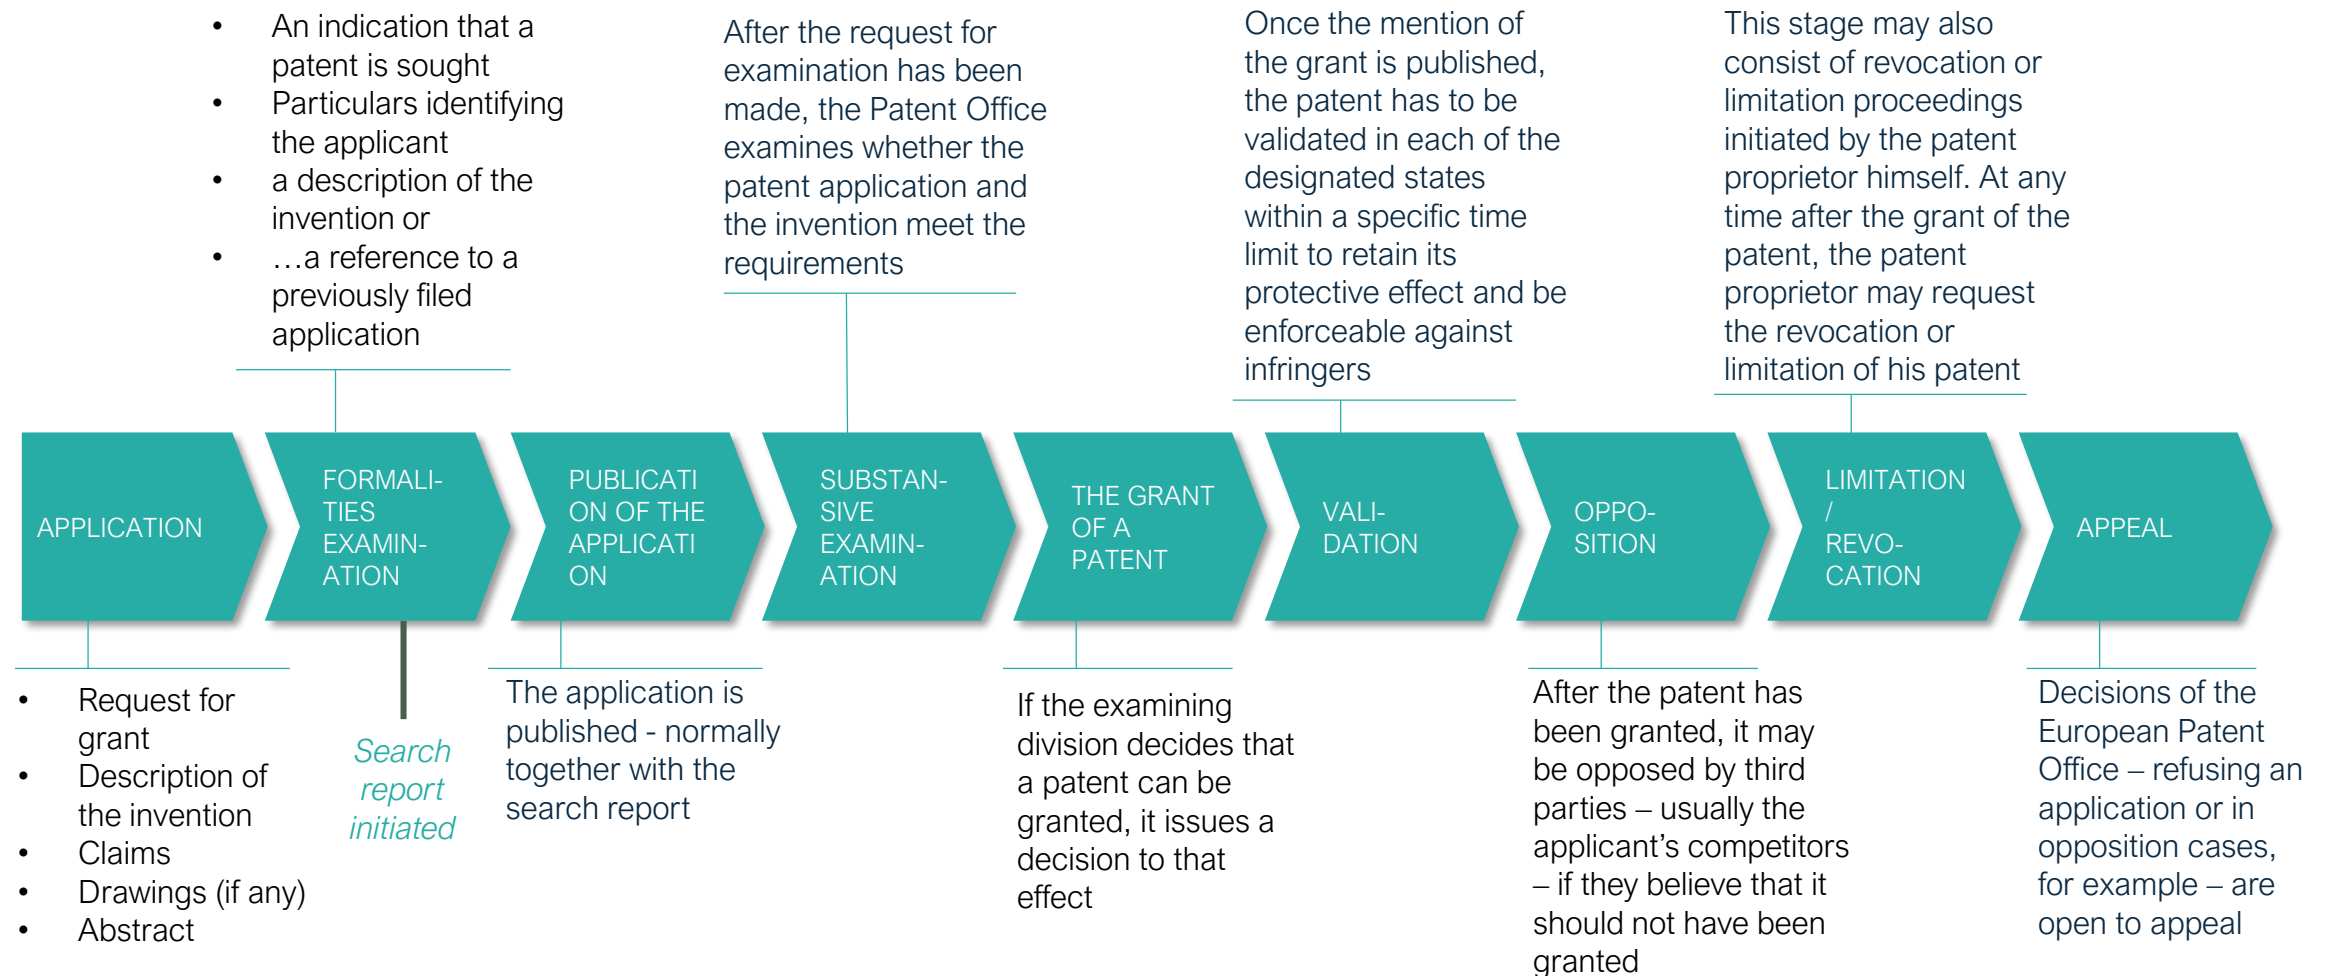 • An indication that a
patent is sought
• Particulars identifying
the applicant
• a description of the
invention or
• …a reference to a
previously filed
application
After the request for
examination has been
made, the Patent Office
examines whether the
patent application and
the invention meet the
requirements
Once the mention of
the grant is published,
the patent has to be
validated in each of the
designated states
within a specific time
limit to retain its
protective effect and be
enforceable against
infringers
This stage may also
consist of revocation or
limitation proceedings
initiated by the patent
proprietor himself. At any
time after the grant of the
patent, the patent
proprietor may request
the revocation or
limitation of his patent
APPLICATION
FORMALI-
TIES
EXAMIN-
ATION
PUBLICATI
ON OF THE
APPLICATI
ON
SUBSTAN-
SIVE
EXAMIN-
ATION
THE GRANT
OF A
PATENT
VALI-
DATION
OPPO-
SITION
LIMITATION
/
REVO-
CATION
APPEAL
• Request for
grant
• Description of
the invention
• Claims
• Drawings (if any)
• Abstract
Search
report
initiated
The application is
published - normally
together with the
search report
If the examining
division decides that
a patent can be
granted, it issues a
decision to that
effect
After the patent has
been granted, it may
be opposed by third
parties – usually the
applicant’s competitors
– if they believe that it
should not have been
granted
Decisions of the
European Patent
Office – refusing an
application or in
opposition cases,
for example – are
open to appeal